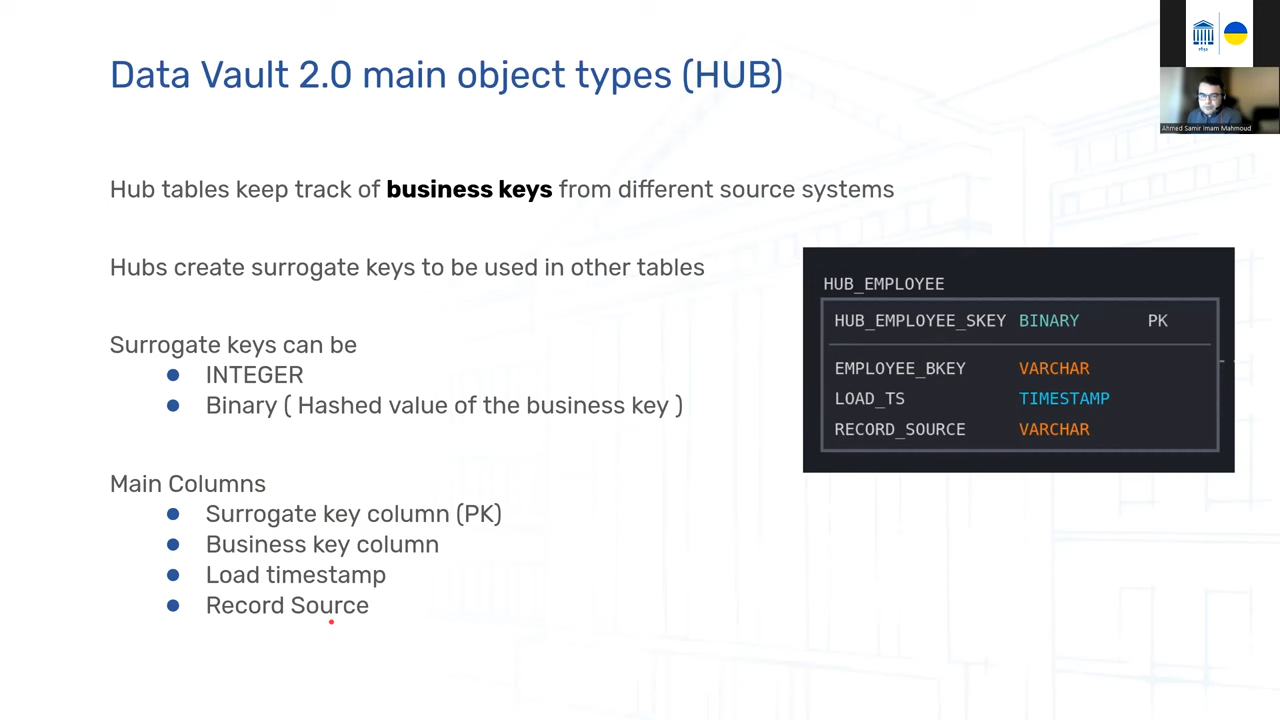 Data Vault 2.0 main object types (HUB)
1632
Ahmed Samir Imam Mahmoud
Hub tables keep track of business keys from different source systems
Hubs create surrogate keys to be used in other tables
Surrogate keys can be
INTEGER
Binary ( Hashed value of the business key )
Main Columns
Surrogate key column (PK)
Business key column
Load timestamp
Record Source
HUB_EMPLOYEE
HUB_EMPLOYEE_SKEY BINARY PK
EMPLOYEE_BKEY VARCHAR
LOAD_TS TIMESTAMP
RECORD_SOURCE VARCHAR